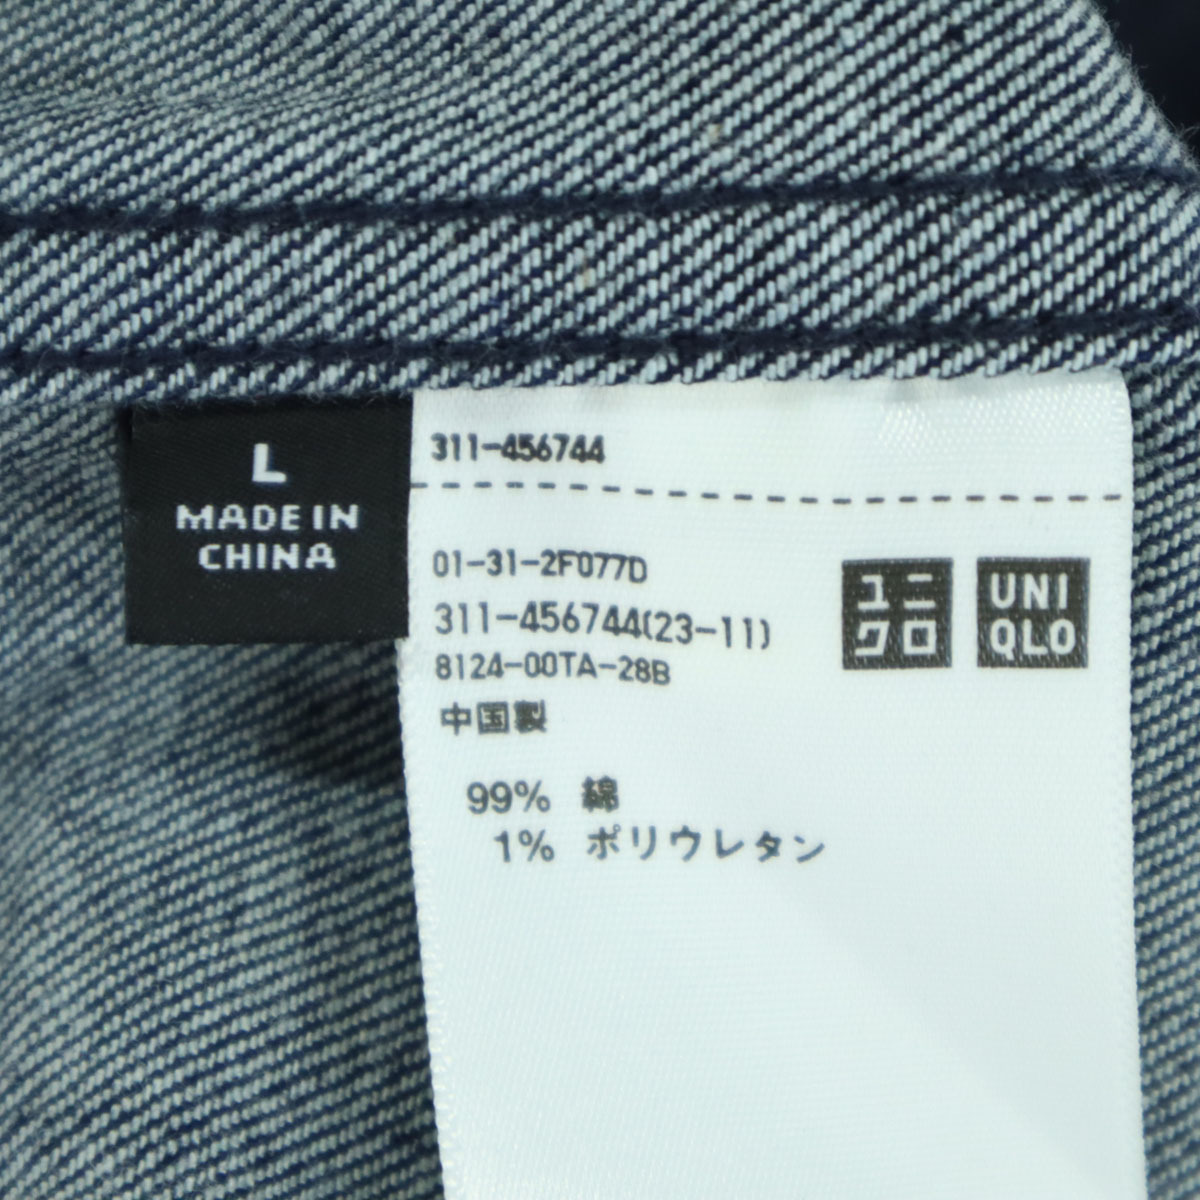 L
MADE IN
CHINA
311-456744
01-31-2F077D
311-456744(23-11)
8124-00TA-28B
中国製
ユニ
クロ
UNI
QLO
99% 綿
1% ポリウレタン